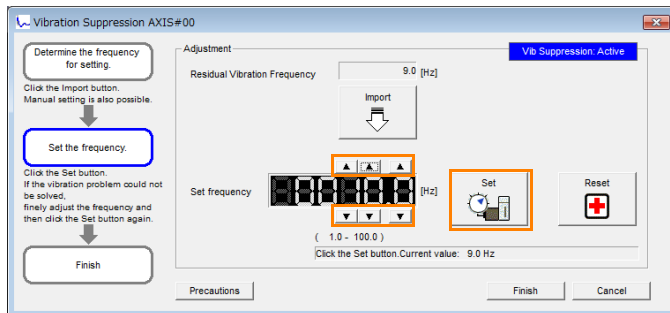 Vibration Suppression AXIS#00
Determine the frequency
for setting.
Click the Import button.
Manual setting is also possible.
Set the frequency.
Click the Set button.
If the vibration problem could not
be solved,
finely adjust the frequency and
then click the Set button again.
Finish
Adjustment
Vib Suppression: Active
Residual Vibration Frequency 9.0 [Hz]
Import
Set frequency [Hz]
( 1.0 - 100.0 )
Click the Set button.Current value: 9.0 Hz
Set
Reset
Precautions
Finish
Cancel